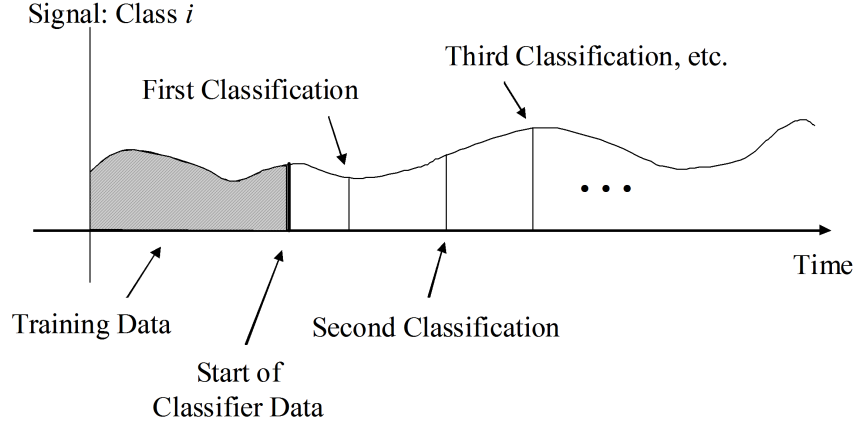 Signal: Class i
Third Classification, etc.
First Classification
• • •
Time
Training Data
Second Classification
Start of
Classifier Data